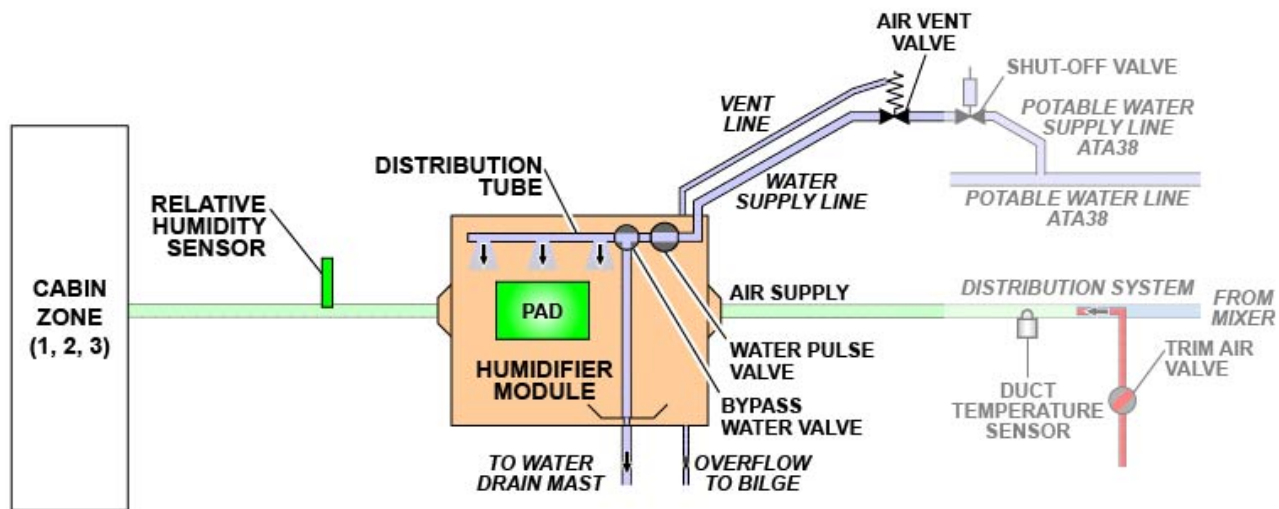 AIR VENT
VALVE
SHUT-OFF VALVE
VENT
LINE
POTABLE WATER
SUPPLY LINE
ATA38
DISTRIBUTION
TUBE
WATER
SUPPLY LINE
POTABLE WATER LINE
ATA38
RELATIVE
HUMIDITY
SENSOR
CABIN
ZONE
(1, 2, 3)
PAD
HUMIDIFIER
MODULE
AIR SUPPLY
DISTRIBUTION SYSTEM
FROM
MIXER
WATER PULSE
VALVE
TRIM AIR
VALVE
BYPASS
WATER VALVE
DUCT
TEMPERATURE
SENSOR
TO WATER
DRAIN MAST
OVERFLOW
TO BILGE